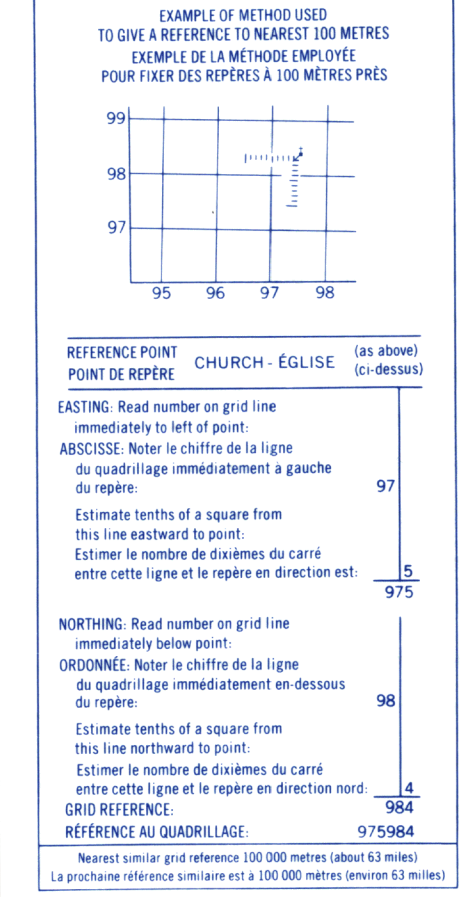 EXAMPLE OF METHOD USED
TO GIVE A REFERENCE TO NEAREST 100 METRES
EXEMPLE DE LA MÉTHODE EMPLOYÉE
POUR FIXER DES REPÈRES À 100 MÈTRES PRÈS
99
98
97
95 96 97 98
REFERENCE POINT
POINT DE REPÈRE
CHURCH - ÉGLISE
(as above)
(ci-dessus)
EASTING: Read number on grid line
immediately to left of point:
ABSCISSE: Noter le chiffre de la ligne
du quadrillage immédiatement à gauche
du repère: 97
Estimate tenths of a square from
this line eastward to point:
Estimer le nombre de dixièmes du carré
entre cette ligne et le repère en direction est: 5
975
NORTHING: Read number on grid line
immediately below point:
ORDONNÉE: Noter le chiffre de la ligne
du quadrillage immédiatement en-dessous
du repère: 98
Estimate tenths of a square from
this line northward to point:
Estimer le nombre de dixièmes du carré
entre cette ligne et le repère en direction nord: 4
GRID REFERENCE: 984
RÉFÉRENCE AU QUADRILLAGE: 975984
Nearest similar grid reference 100 000 metres (about 63 miles)
La prochaine référence similaire est à 100 000 mètres (environ 63 milles)